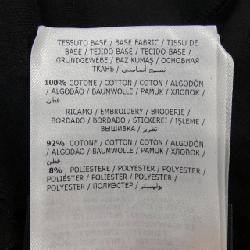 TESSUTO BASE / BASE FABRIC / TISSU DE
BASE / TEJIDO BASE / TECIDO BASE /
GRUNDGEWEBE / BAZ KUMAŞ / ОСНОВНАЯ
ТКАНЬ / نسيج أساسي
100% COTONE / COTTON / COTON / ALGODÓN
/ ALGODÃO / BAUMWOLLE / PAMUK / ХЛОПОК /
قطن
RICAMO / EMBROIDERY / BRODERIE /
BORDADO / BORDADO / STICKEREI / İŞLEME /
ВЫШИВКА / تطريز
92% COTONE / COTTON / COTON / ALGODÓN
/ ALGODÃO / BAUMWOLLE / PAMUK / ХЛОПОК /
قطن
8% POLIESTERE / POLYESTER / POLYESTER /
POLIÉSTER / POLIÉSTER / POLYESTER /
POLYESTER / ПОЛИЭСТЕР / بوليستر